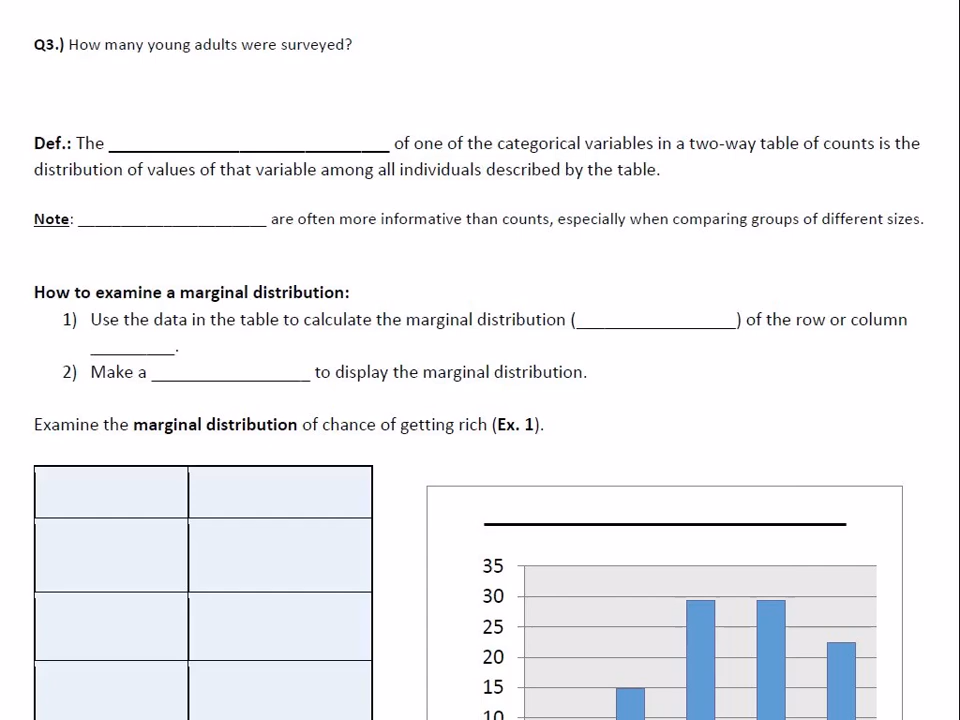 Q3.) How many young adults were surveyed?
Def.: The ______________________________ of one of the categorical variables in a two-way table of counts is the
distribution of values of that variable among all individuals described by the table.
Note: ______________________ are often more informative than counts, especially when comparing groups of different sizes.
How to examine a marginal distribution:
1) Use the data in the table to calculate the marginal distribution (_________________) of the row or column
_________.
2) Make a _________________ to display the marginal distribution.
Examine the marginal distribution of chance of getting rich (Ex. 1).
35
30
25
20
15
10